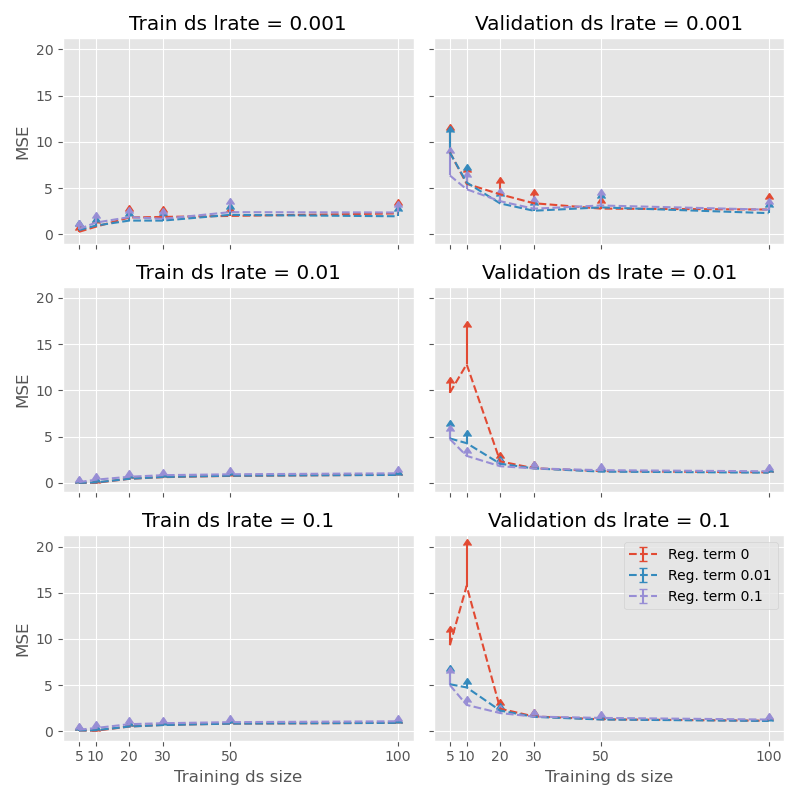 Train ds lrate = 0.001
Validation ds lrate = 0.001
20
15
10
5
0
MSE
Train ds lrate = 0.01
Validation ds lrate = 0.01
20
15
10
5
0
MSE
Train ds lrate = 0.1
Validation ds lrate = 0.1
20
15
10
5
0
MSE
Reg. term 0
Reg. term 0.01
Reg. term 0.1
5 10 20 30 50 100
5 10 20 30 50 100
Training ds size
Training ds size